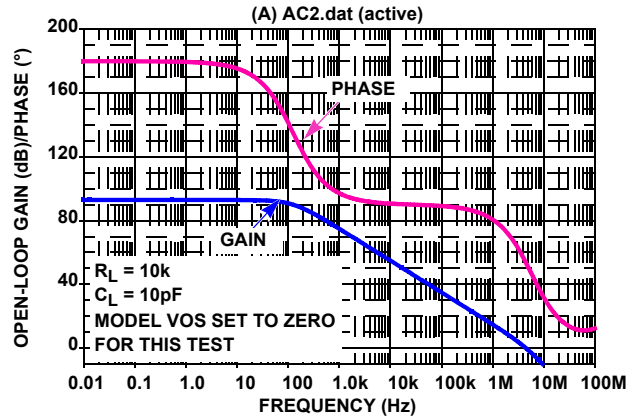 (A) AC2.dat (active)
OPEN-LOOP GAIN (dB)/PHASE (°)
200
160
120
80
40
0
PHASE
GAIN
R_L = 10k
C_L = 10pF
MODEL VOS SET TO ZERO
FOR THIS TEST
0.01 0.1 1.0 10 100 1.0k 10k 100k 1M 10M 100M
FREQUENCY (Hz)